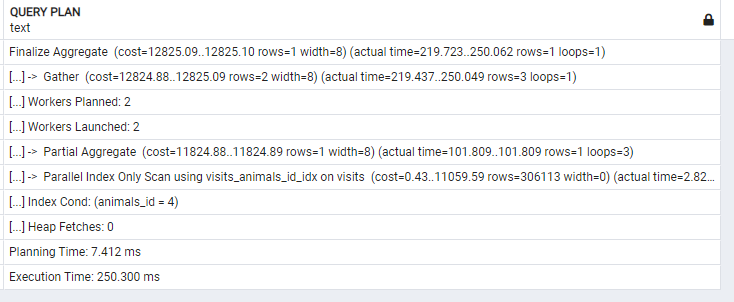 QUERY PLAN
text
Finalize Aggregate (cost=12825.09..12825.10 rows=1 width=8) (actual time=219.723..250.062 rows=1 loops=1)
[...] -> Gather (cost=12824.88..12825.09 rows=2 width=8) (actual time=219.437..250.049 rows=3 loops=1)
[...] Workers Planned: 2
[...] Workers Launched: 2
[...] -> Partial Aggregate (cost=11824.88..11824.89 rows=1 width=8) (actual time=101.809..101.809 rows=1 loops=3)
[...] -> Parallel Index Only Scan using visits_animals_id_idx on visits (cost=0.43..11059.59 rows=306113 width=0) (actual time=2.82...
[...] Index Cond: (animals_id = 4)
[...] Heap Fetches: 0
Planning Time: 7.412 ms
Execution Time: 250.300 ms